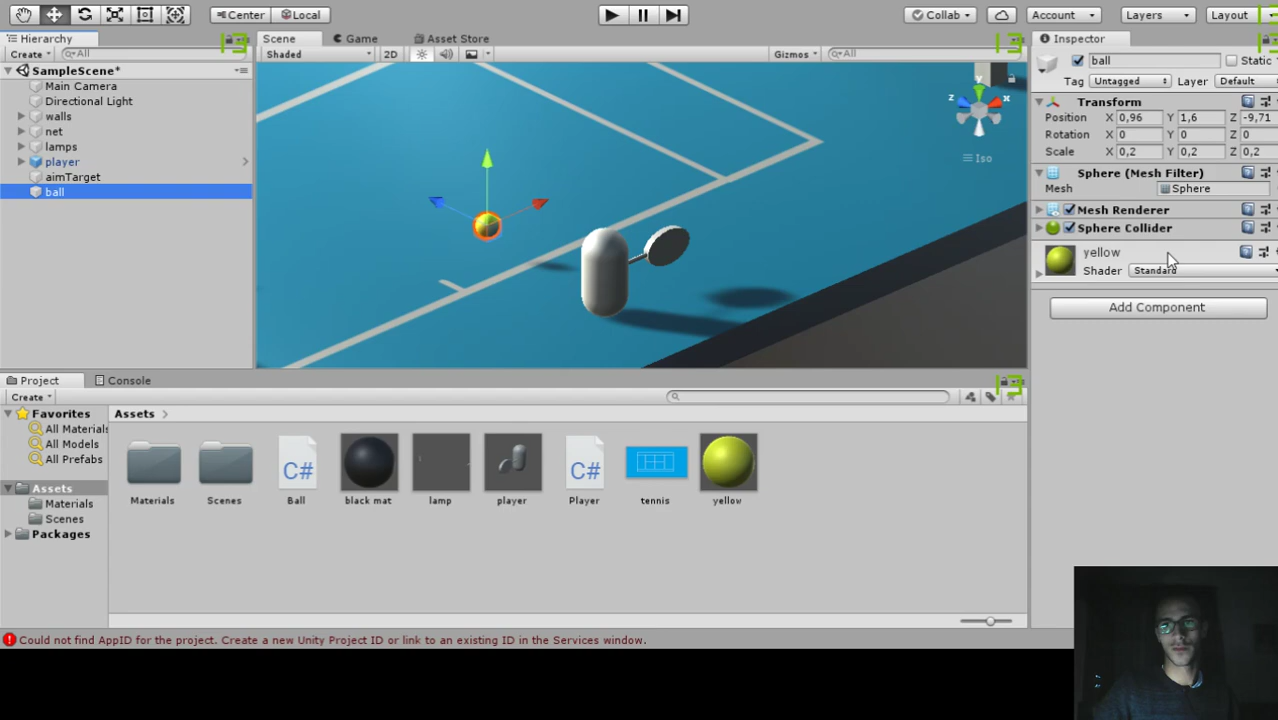 Center Local Collab Account Layers Layout
Hierarchy Scene Game Asset Store Inspector
Create All Shaded 2D Gizmos All ball Static
SampleScene*
Main Camera
Directional Light
walls
net
lamps
player
aimTarget
ball
y
z x
Iso
Tag Untagged Layer Default
Transform
Position X 0,96 Y 1,6 Z -9,71
Rotation X 0 Y 0 Z 0
Scale X 0,2 Y 0,2 Z 0,2
Sphere (Mesh Filter)
Mesh Sphere
Mesh Renderer
Sphere Collider
yellow
Shader Standard
Add Component
Project Console
Create
Favorites
All Materials
All Models
All Prefabs
Assets
Materials
Scenes
Packages
Assets
C# C#
Materials Scenes Ball black mat lamp player Player tennis yellow
Could not find AppID for the project. Create a new Unity Project ID or link to an existing ID in the Services window.